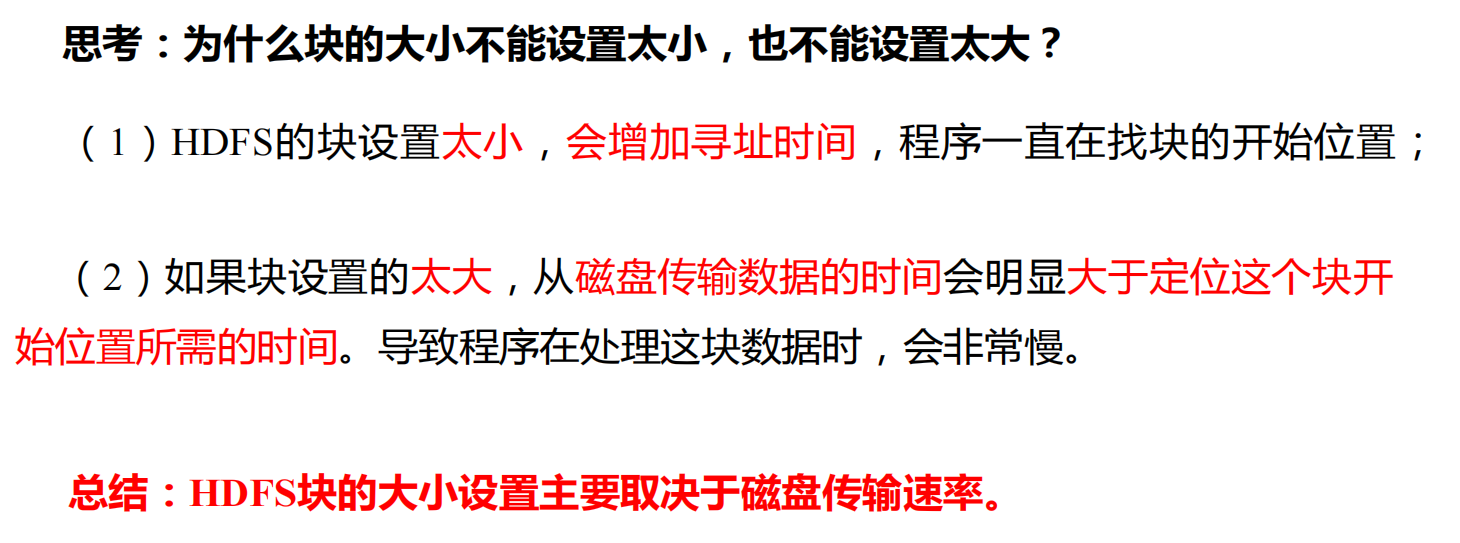 思考：为什么块的大小不能设置太小，也不能设置太大？
（1）HDFS的块设置太小，会增加寻址时间，程序一直在找块的开始位置；
（2）如果块设置的太大，从磁盘传输数据的时间会明显大于定位这个块开
始位置所需的时间。导致程序在处理这块数据时，会非常慢。
总结：HDFS块的大小设置主要取决于磁盘传输速率。